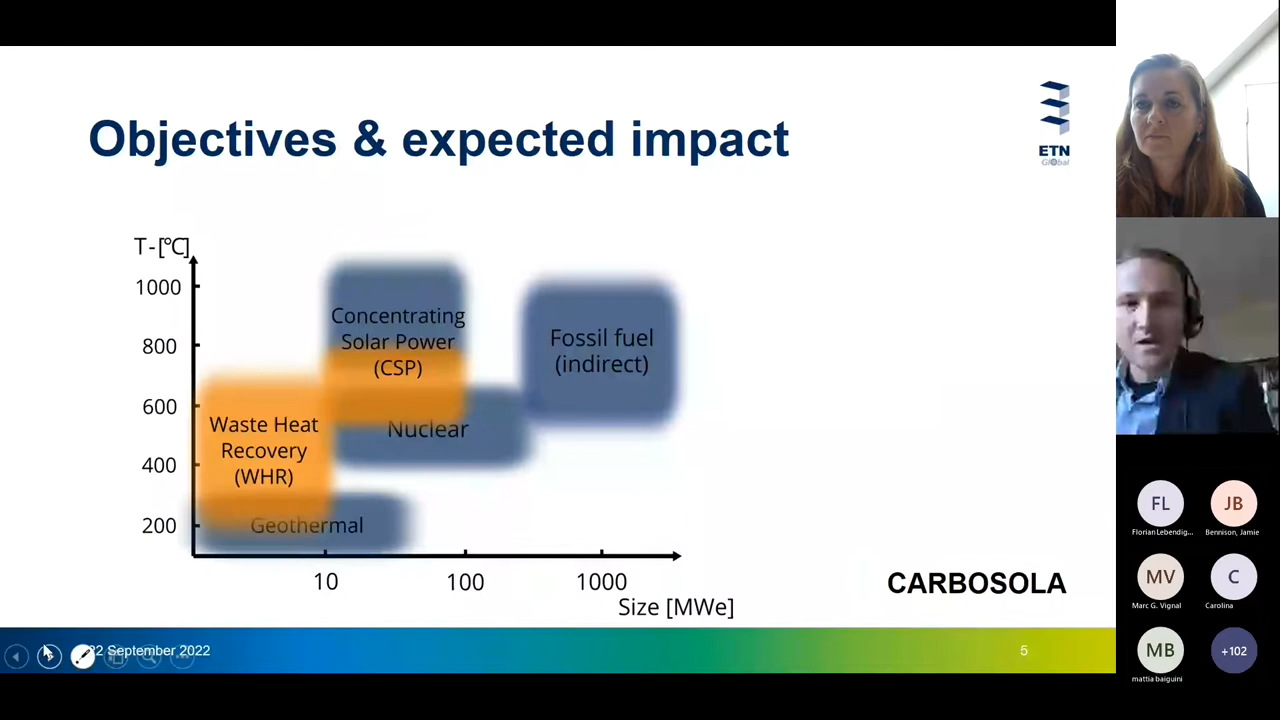 Objectives & expected impact
ETN
Global
T-[°C]
1000
800
600
400
200
Concentrating
Solar Power
(CSP)
Fossil fuel
(indirect)
Waste Heat
Recovery
(WHR)
Nuclear
Geothermal
10
100
1000
Size [MWe]
CARBOSOLA
22 September 2022
5
FL
JB
Florian Lebendig...
Bennison, Jamie
MV
C
Marc G. Vignal
Carolina
MB
+102
mattia baiguini